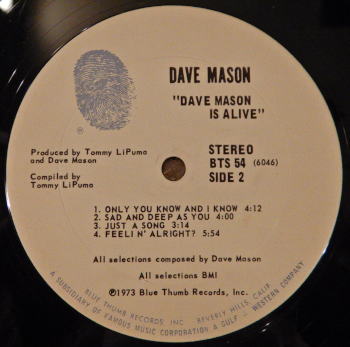 DAVE MASON
"DAVE MASON
IS ALIVE"
Produced by Tommy LiPuma
and Dave Mason
Compiled by
Tommy LiPuma
STEREO
BTS 54 (6046)
SIDE 2
1. ONLY YOU KNOW AND I KNOW 4:12
2. SAD AND DEEP AS YOU 4:00
3. JUST A SONG 3:14
4. FEELI N' ALRIGHT? 5:54
All selections composed by Dave Mason
All selections BMI
©1973 Blue Thumb Records, Inc.
BLUE THUMB RECORDS, INC. BEVERLY HILLS, CALIF.
A SUBSIDIARY OF FAMOUS MUSIC CORPORATION A GULF + WESTERN COMPANY